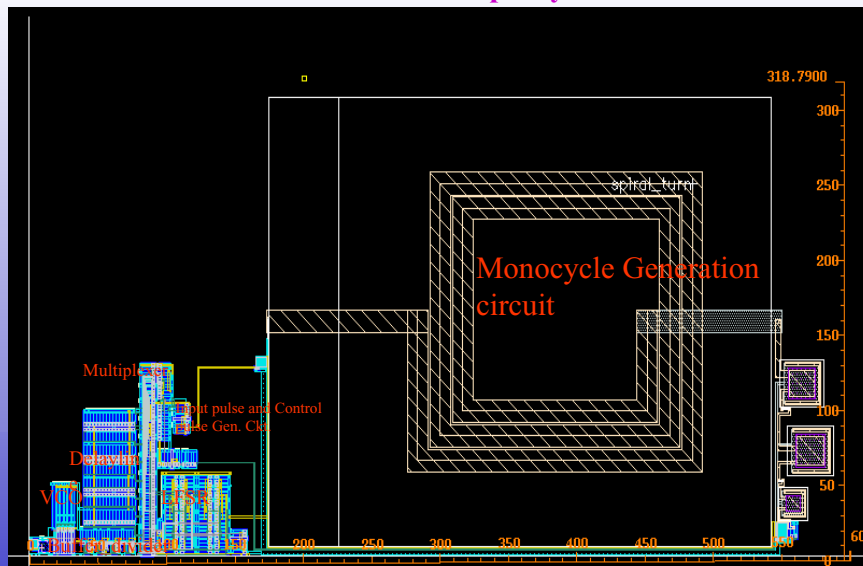 318.7900
300
spiral_turn
250
Monocycle Generation
circuit
200
150
Multiplexer
100
Input pulse and Control
pulse Gen. Ckt.
VCO
LFSR
50
200
250
300
350
400
450
500